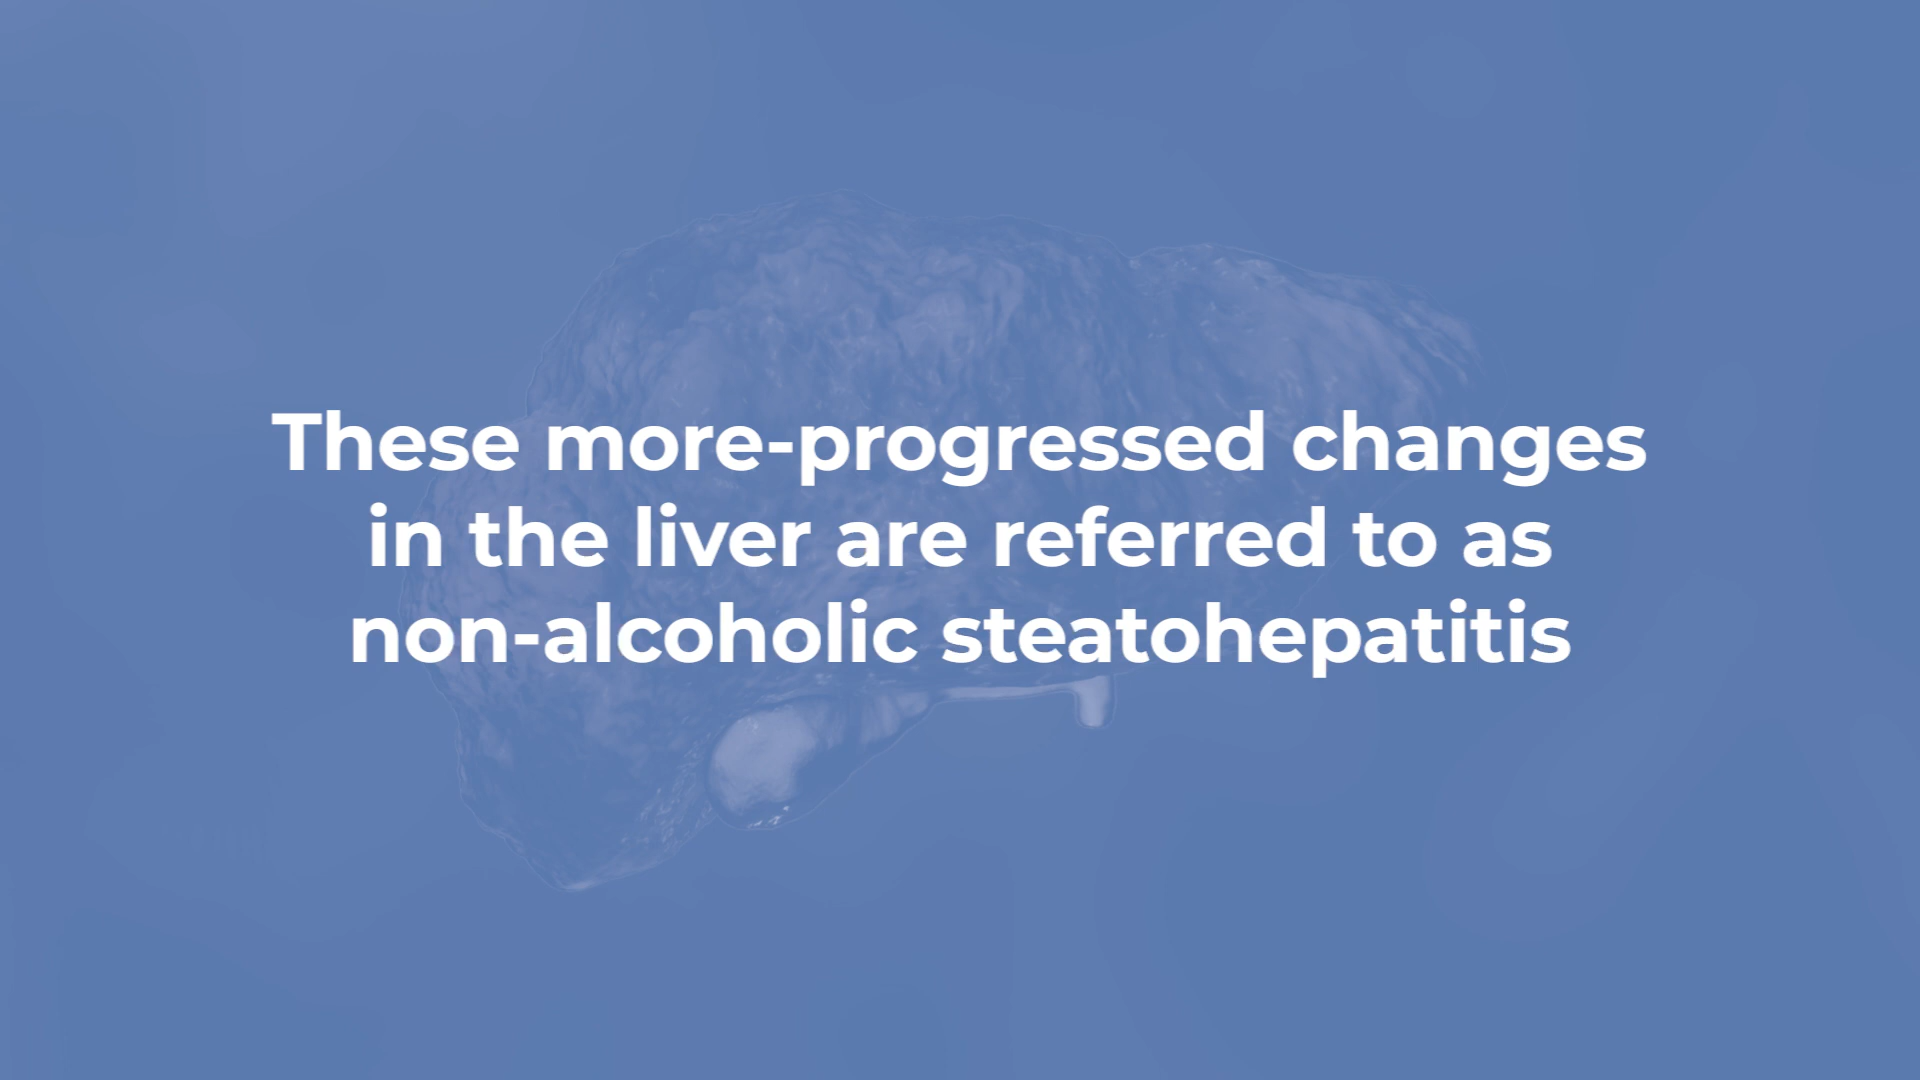 These more-progressed changes
in the liver are referred to as
non-alcoholic steatohepatitis